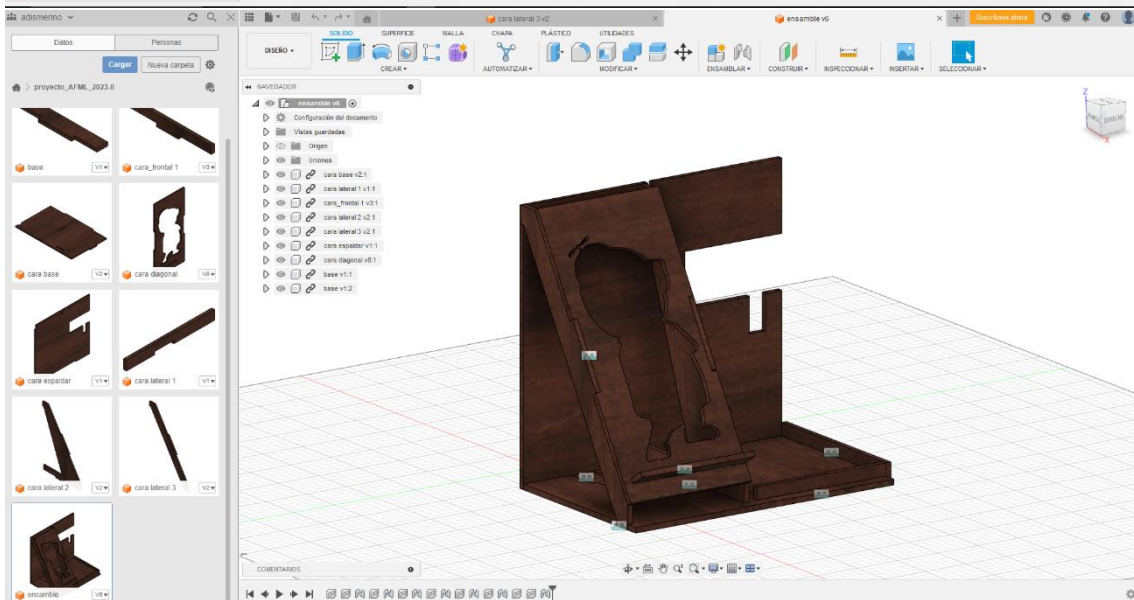 adismerino
cara lateral 3 v2
ensamble v6
Suscribase ahora
Datos
Personas
Cargar
Nueva carpeta
proyecto_AFML_2023-II
base
V1
cara_frontal 1
V3
cara base
V2
cara diagonal
cara espaldar
V1
cara lateral 1
V1
cara lateral 2
V2
cara lateral 3
V2
ensamble
V6
DISEÑO
SOLIDO
SUPERFICIE
MALLA
CHAPA
PLÁSTICO
UTILIDADES
CREAR
AUTOMATIZAR
MODIFICAR
ENSAMBLAR
CONSTRUIR
INSPECCIONAR
INSERTAR
SELECCIONAR
NAVEGADOR
ensamble v6
Configuración del documento
Vistas guardadas
Origen
Uniones
cara base v2:1
cara lateral 1 v1:1
cara_frontal 1 v3:1
cara lateral 2 v2:1
cara lateral 3 v2:1
cara espaldar v1:1
cara diagonal v8:1
base v1:1
base v1:2
Z
DERECHA
X
COMENTARIOS